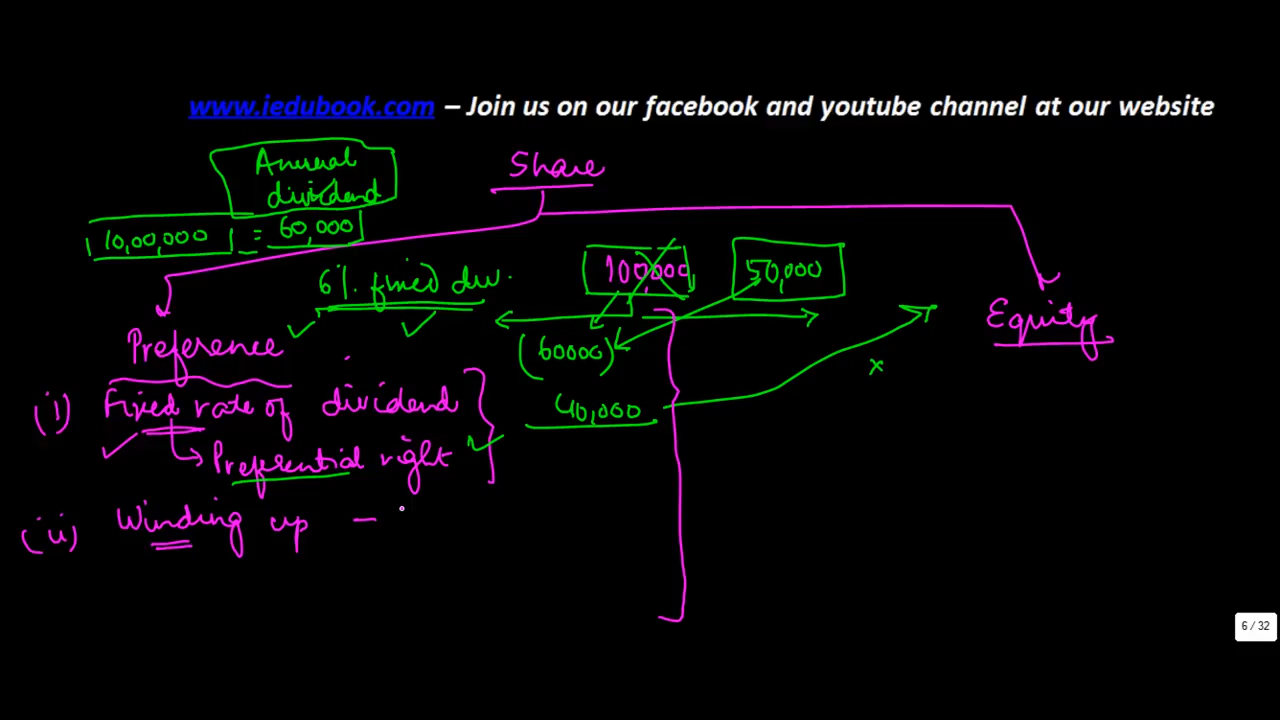 www.iedubook.com – Join us on our facebook and youtube channel at our website
Annual
dividend
Share
10,00,000 = 60,000
6%. fixed div.
100,000
50,000
Equity
Preference
(60000)
x
(i) Fixed rate of dividend
40,000
Preferential right
(ii) Winding up –
6 / 32